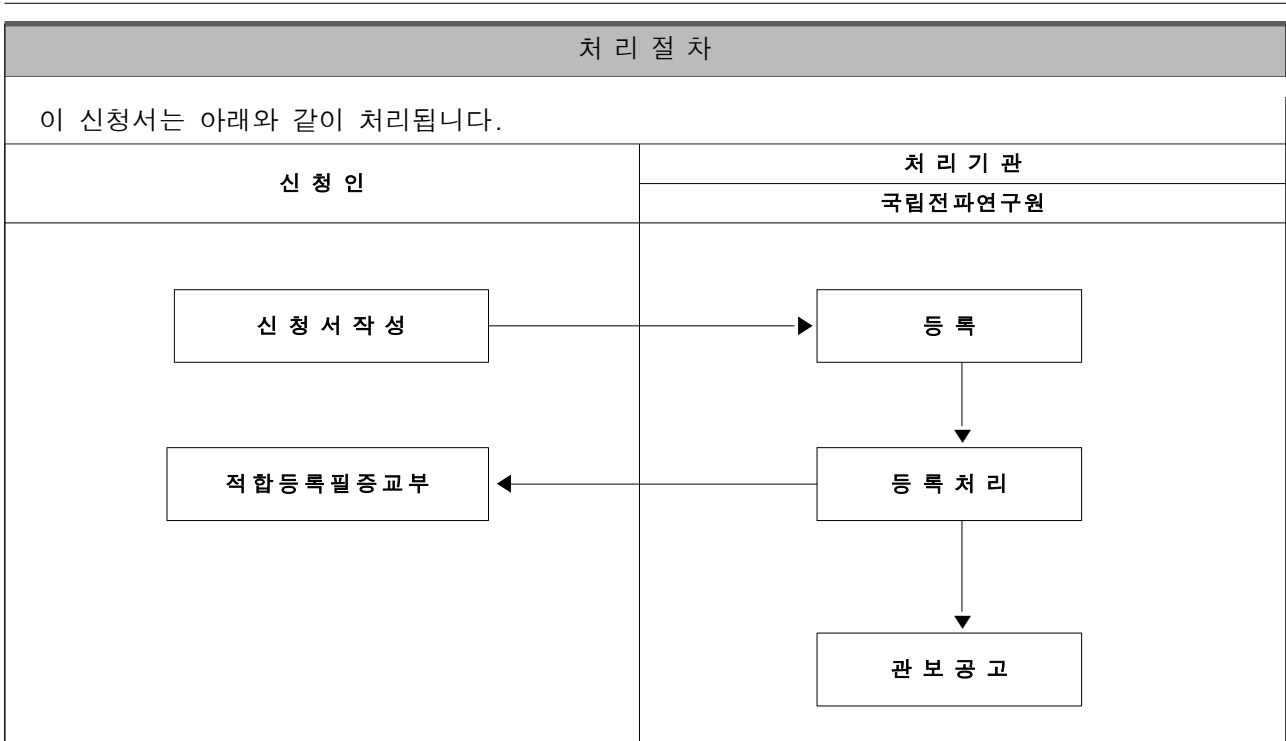 처 리 절 차
이 신청서는 아래와 같이 처리됩니다.
신 청 인
처 리 기 관
국립전파연구원
신 청 서 작 성
등 록
적합등록필증교부
등 록 처 리
관 보 공 고